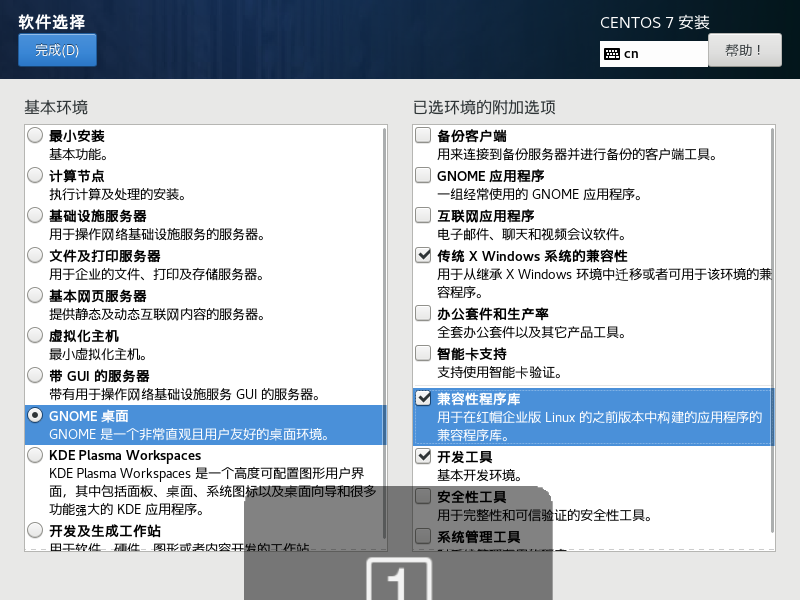 软件选择
完成(D)
CENTOS 7 安装
cn
帮助！
基本环境
最小安装
基本功能。
计算节点
执行计算及处理的安装。
基础设施服务器
用于操作网络基础设施服务的服务器。
文件及打印服务器
用于企业的文件、打印及存储服务器。
基本网页服务器
提供静态及动态互联网内容的服务器。
虚拟化主机
最小虚拟化主机。
带 GUI 的服务器
带有用于操作网络基础设施服务 GUI 的服务器。
GNOME 桌面
GNOME 是一个非常直观且用户友好的桌面环境。
KDE Plasma Workspaces
KDE Plasma Workspaces 是一个高度可配置图形用户界
面，其中包括面板、桌面、系统图标以及桌面向导和很多
功能强大的 KDE 应用程序。
开发及生成工作站
用于软件、硬件、图形或者内容开发的工作站
已选环境的附加选项
备份客户端
用来连接到备份服务器并进行备份的客户端工具。
GNOME 应用程序
一组经常使用的 GNOME 应用程序。
互联网应用程序
电子邮件、聊天和视频会议软件。
传统 X Windows 系统的兼容性
用于从继承 X Windows 环境中迁移或者可用于该环境的兼
容程序。
办公套件和生产率
全套办公套件以及其它产品工具。
智能卡支持
支持使用智能卡验证。
兼容性程序库
用于在红帽企业版 Linux 的之前版本中构建的应用程序的
兼容程序库。
开发工具
基本开发环境。
安全性工具
用于完整性和可信验证的安全性工具。
系统管理工具
1